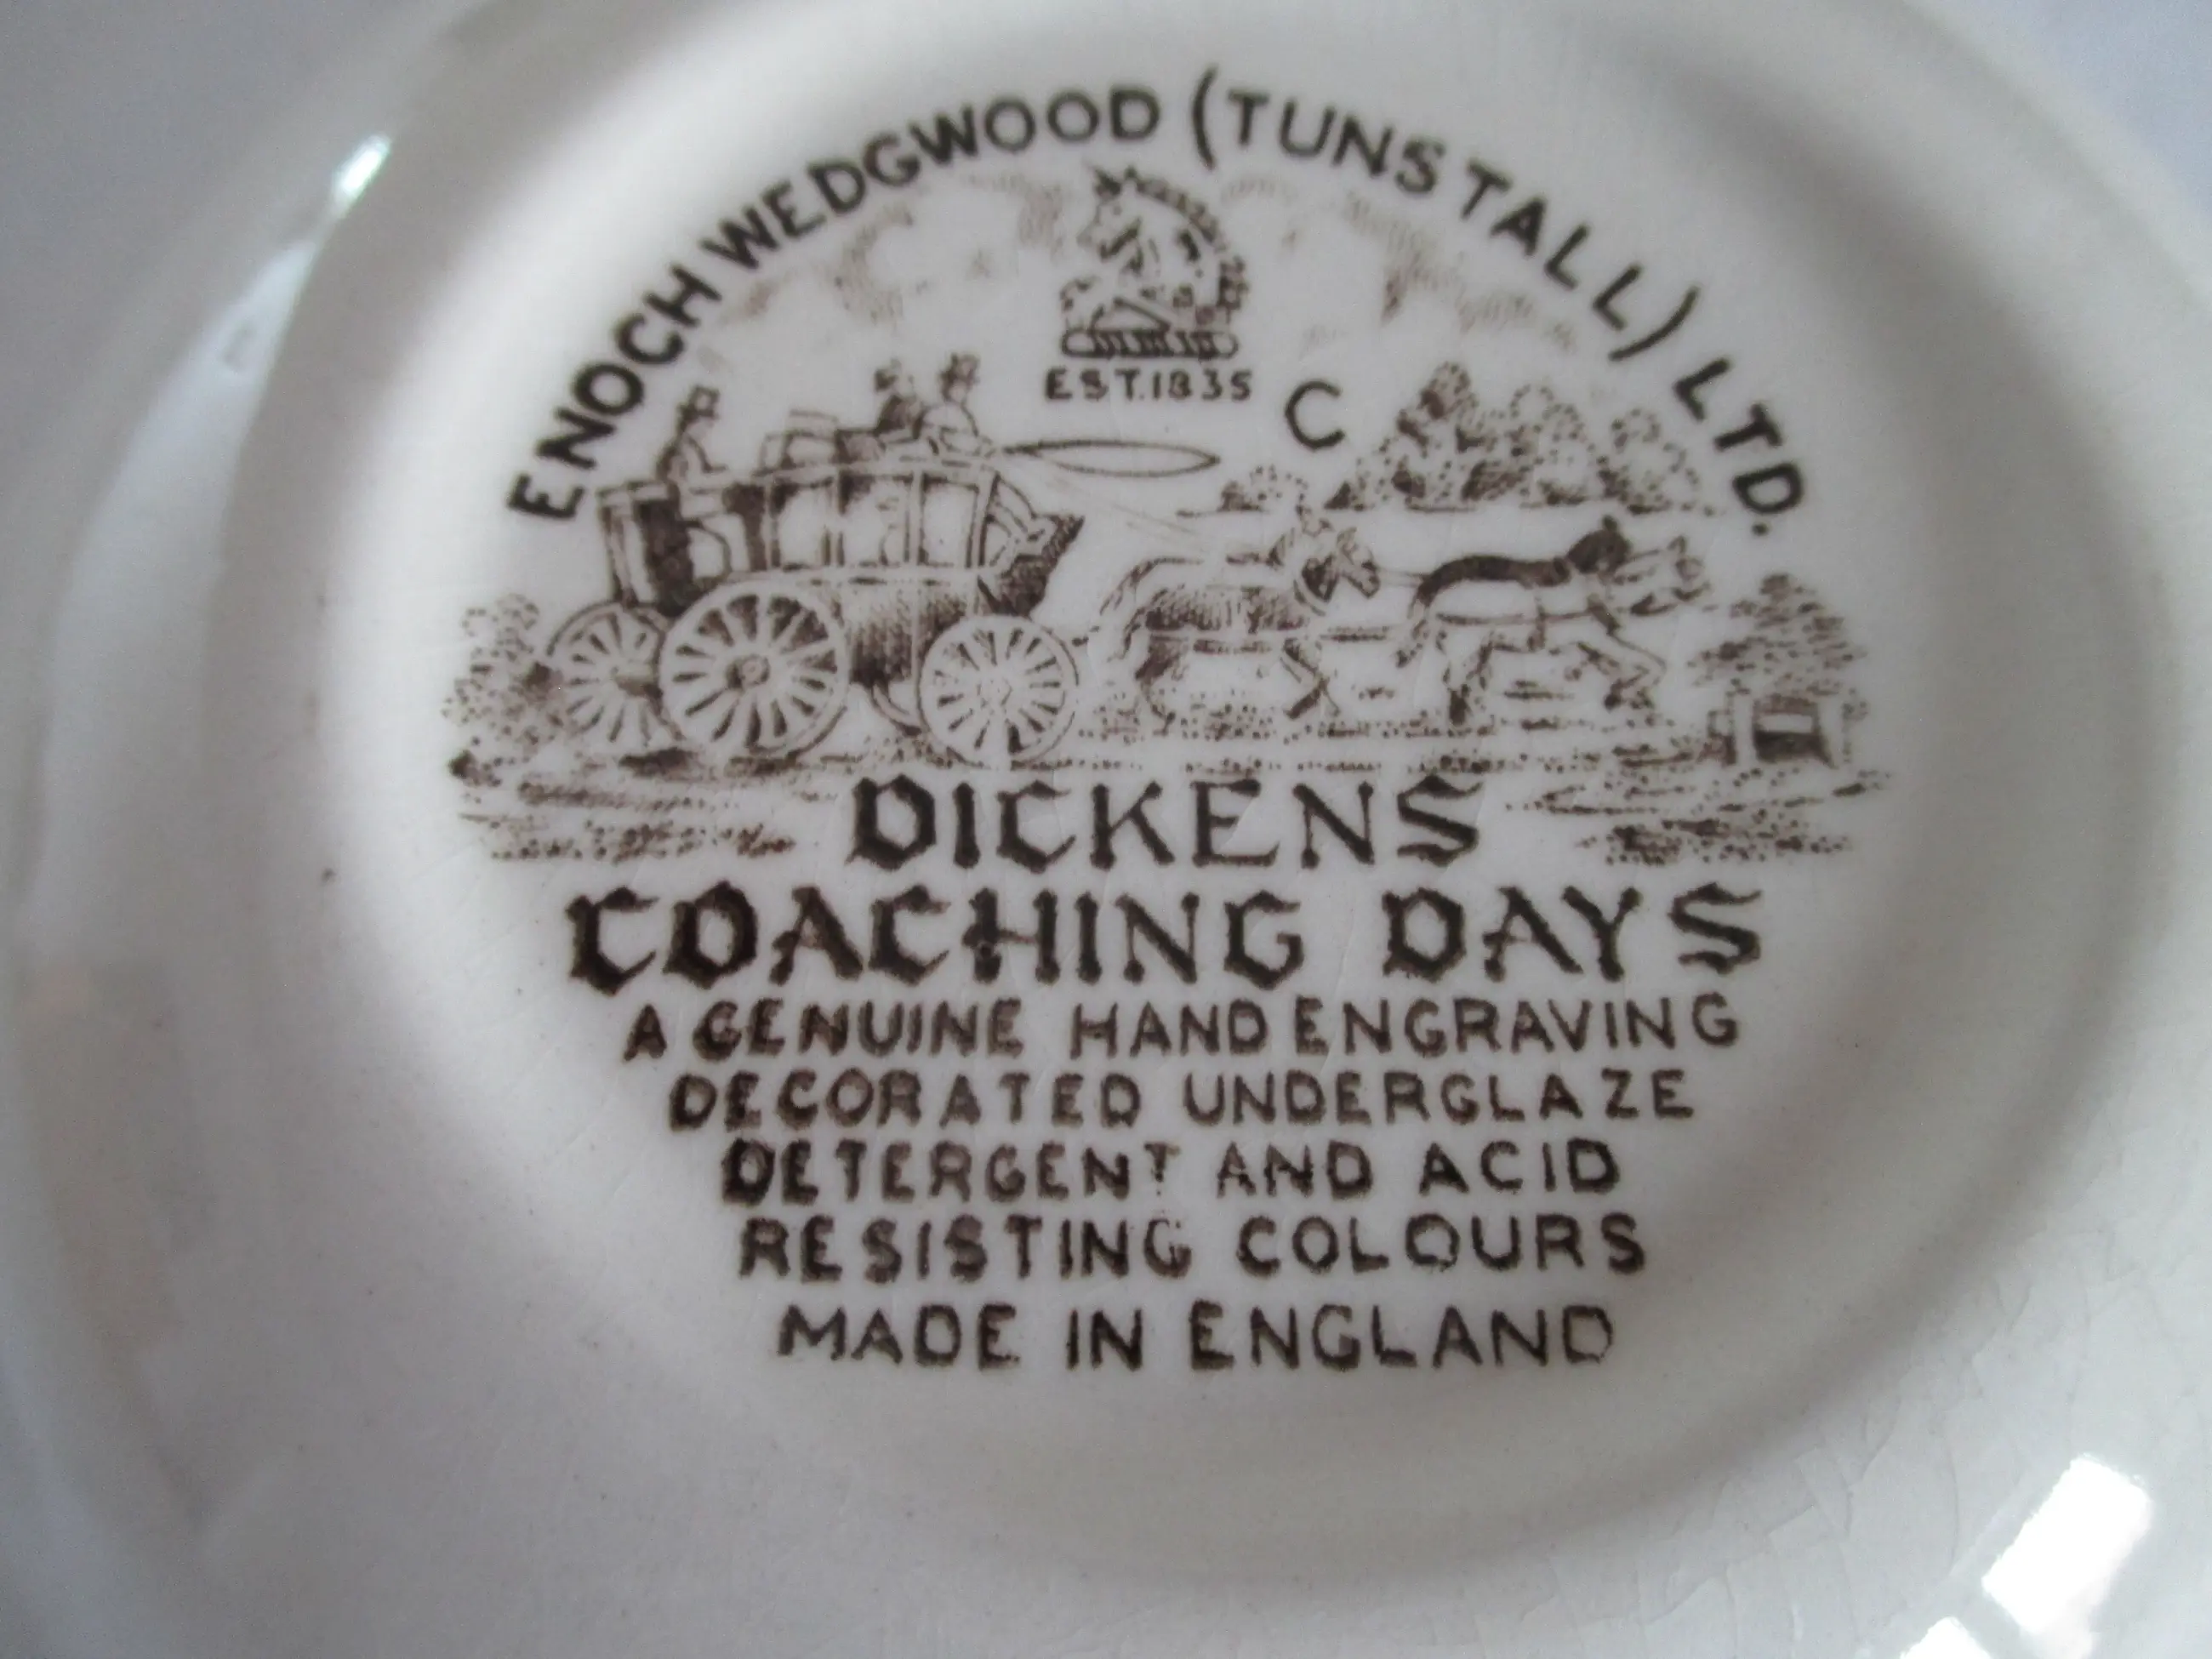 ENOCH WEDGWOOD (TUNSTALL) LTD.
EST. 1835
C
DICKENS
COACHING DAYS
A GENUINE HAND ENGRAVING
DECORATED UNDERGLAZE
DETERGENT AND ACID
RESISTING COLOURS
MADE IN ENGLAND